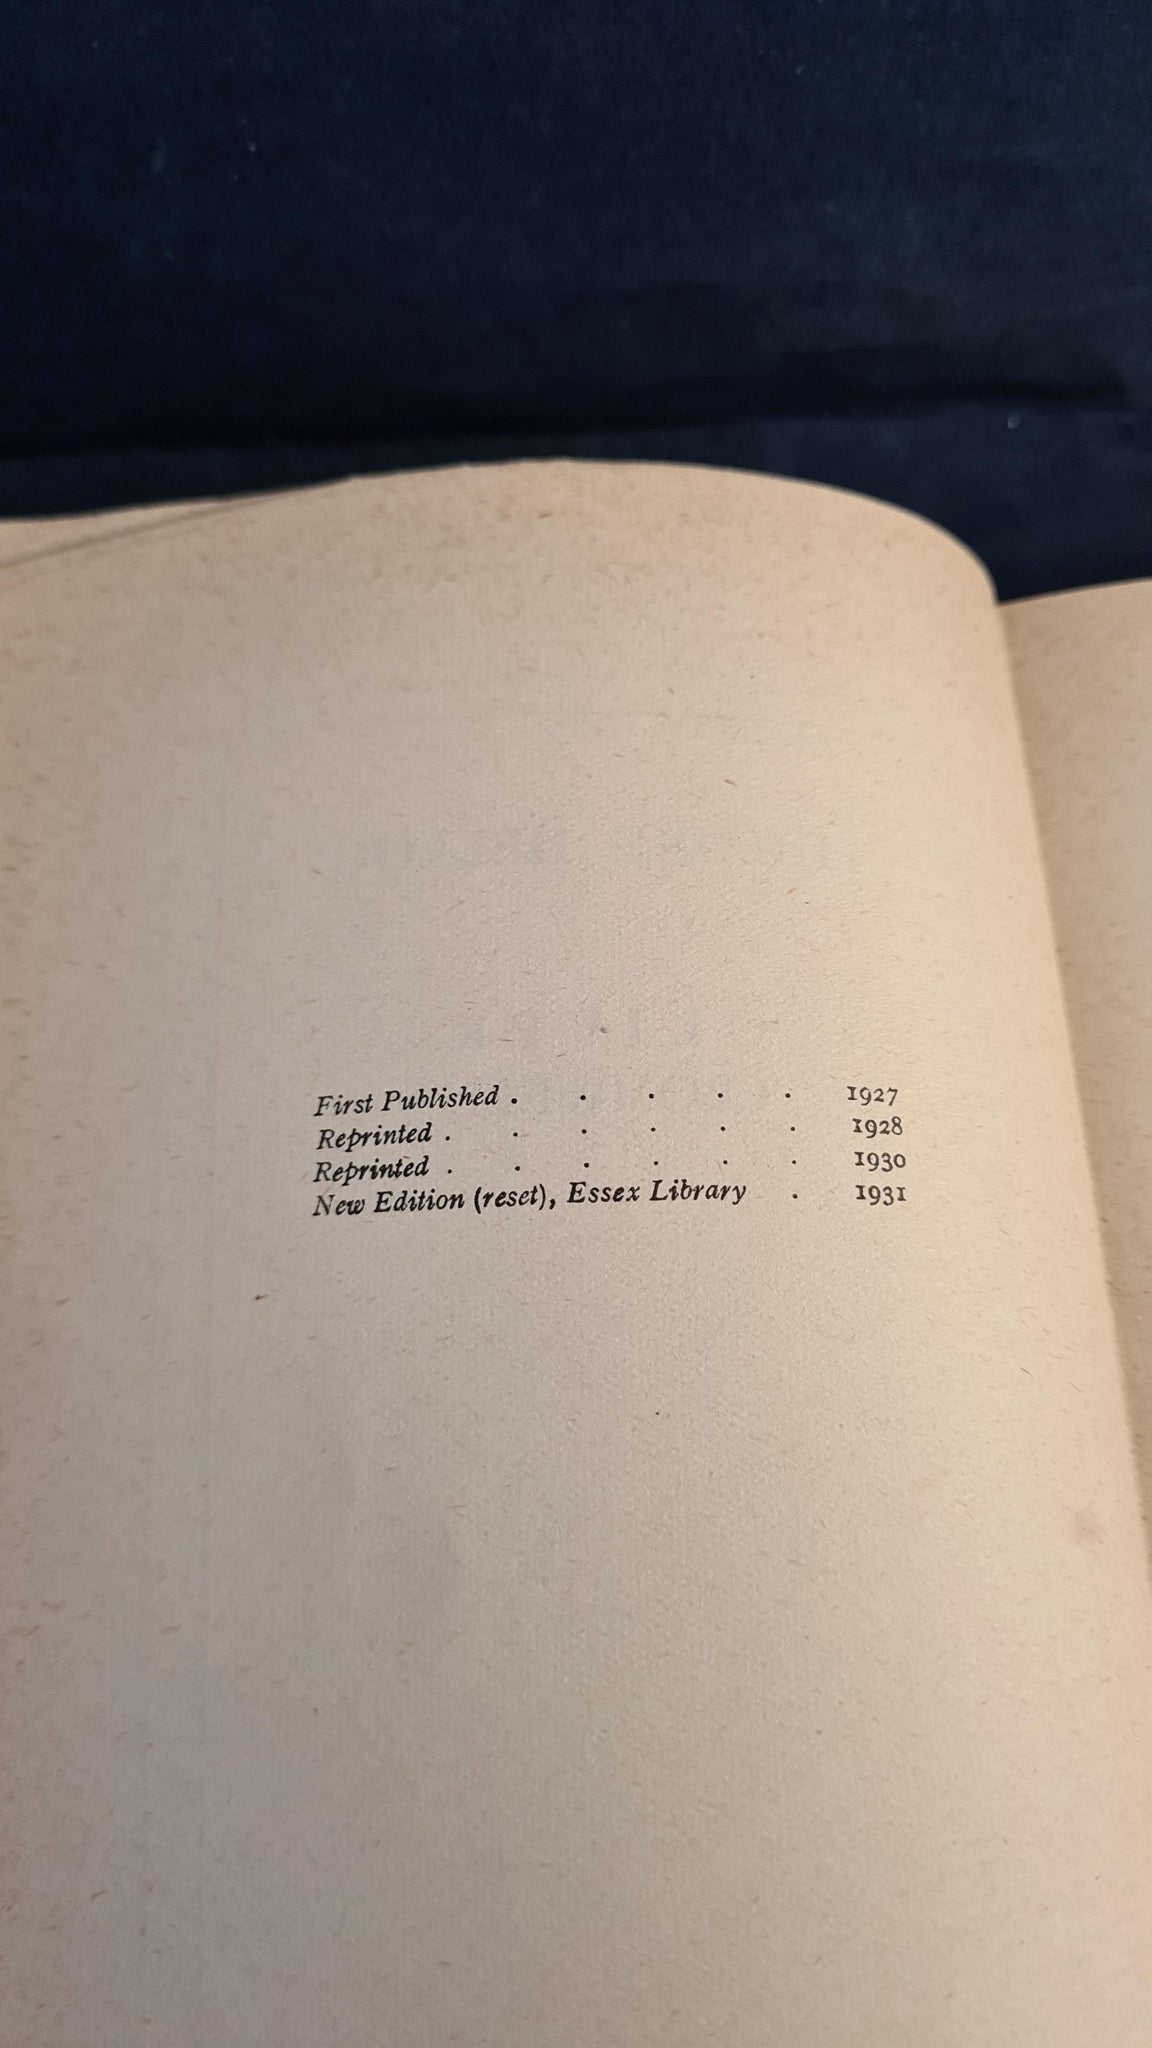 First Published . . . . . 1927
Reprinted . . . . . . 1928
Reprinted . . . . . . 1930
New Edition (reset), Essex Library . 1931